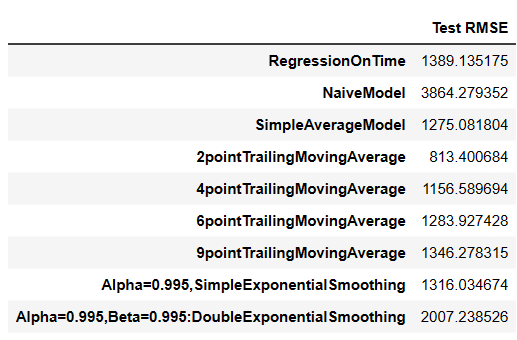 Test RMSE
RegressionOnTime 1389.135175
NaiveModel 3864.279352
SimpleAverageModel 1275.081804
2pointTrailingMovingAverage 813.400684
4pointTrailingMovingAverage 1156.589694
6pointTrailingMovingAverage 1283.927428
9pointTrailingMovingAverage 1346.278315
Alpha=0.995,SimpleExponentialSmoothing 1316.034674
Alpha=0.995,Beta=0.995:DoubleExponentialSmoothing 2007.238526